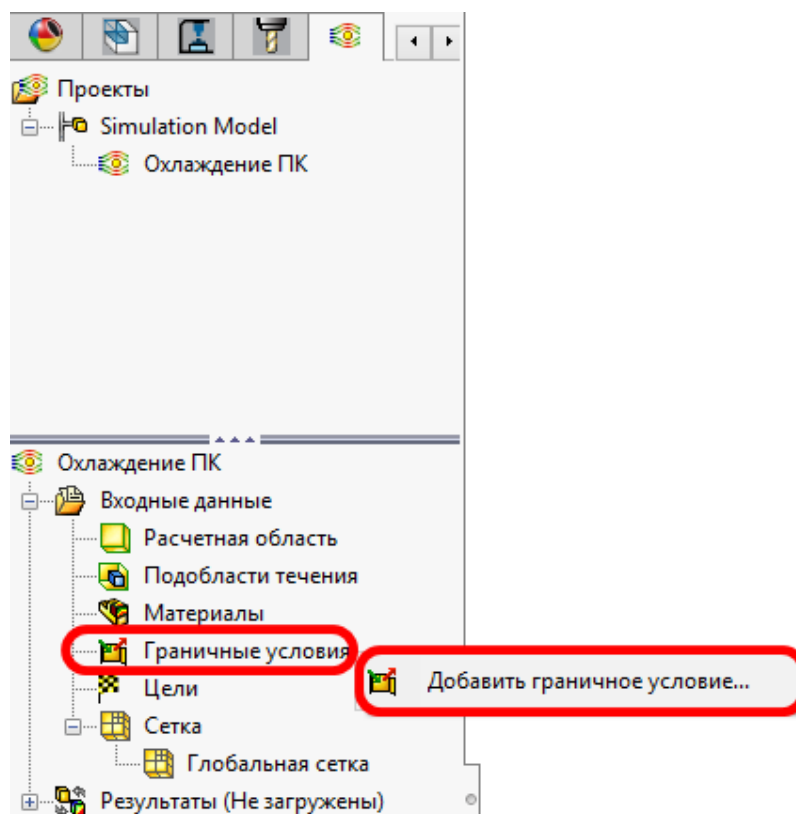 Проекты
Simulation Model
Охлаждение ПК
Охлаждение ПК
Входные данные
Расчетная область
Подобласти течения
Материалы
Граничные условия
Добавить граничное условие...
Цели
Сетка
Глобальная сетка
Результаты (Не загружены)